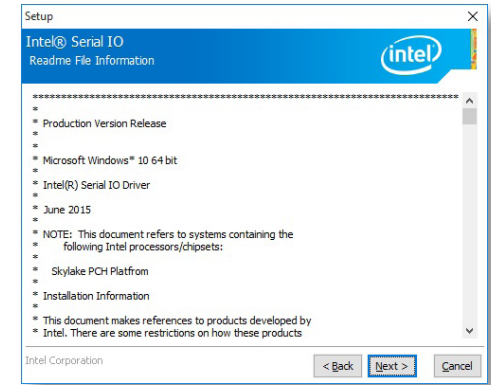 Setup
Intel® Serial IO
Readme File Information
intel
*******************************************************************************
*
* Production Version Release
*
*
* Microsoft Windows* 10 64 bit
*
* Intel(R) Serial IO Driver
*
* June 2015
*
* NOTE: This document refers to systems containing the
* following Intel processors/chipsets:
*
* Skylake PCH Platfrom
*
* Installation Information
*
* This document makes references to products developed by
* Intel. There are some restrictions on how these products
Intel Corporation
< Back
Next >
Cancel